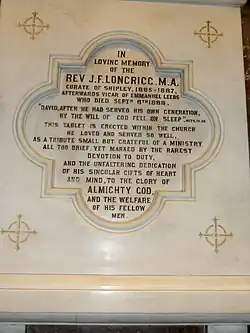 IN
LOVING MEMORY
OF THE
REV J.F. LONGRIGG. M.A.
CURATE OF SHIPLEY, 1885-1887,
AFTERWARDS VICAR OF EMMANUEL LEEDS
WHO DIED SEPT 6TH 1898.
"DAVID, AFTER HE HAD SERVED HIS OWN GENERATION,
BY THE WILL OF GOD FELL ON SLEEP".
THIS TABLET IS ERECTED WITHIN THE CHURCH
HE LOVED AND SERVED SO WELL,
AS A TRIBUTE SMALL BUT GRATEFUL OF A MINISTRY
ALL TOO BRIEF, YET MARKED BY THE RAREST
DEVOTION TO DUTY,
AND THE UNFALTERING DEDICATION
OF HIS SINGULAR GIFTS OF HEART
AND MIND, TO THE GLORY OF
ALMIGHTY GOD,
AND THE WELFARE
OF HIS FELLOW
MEN.